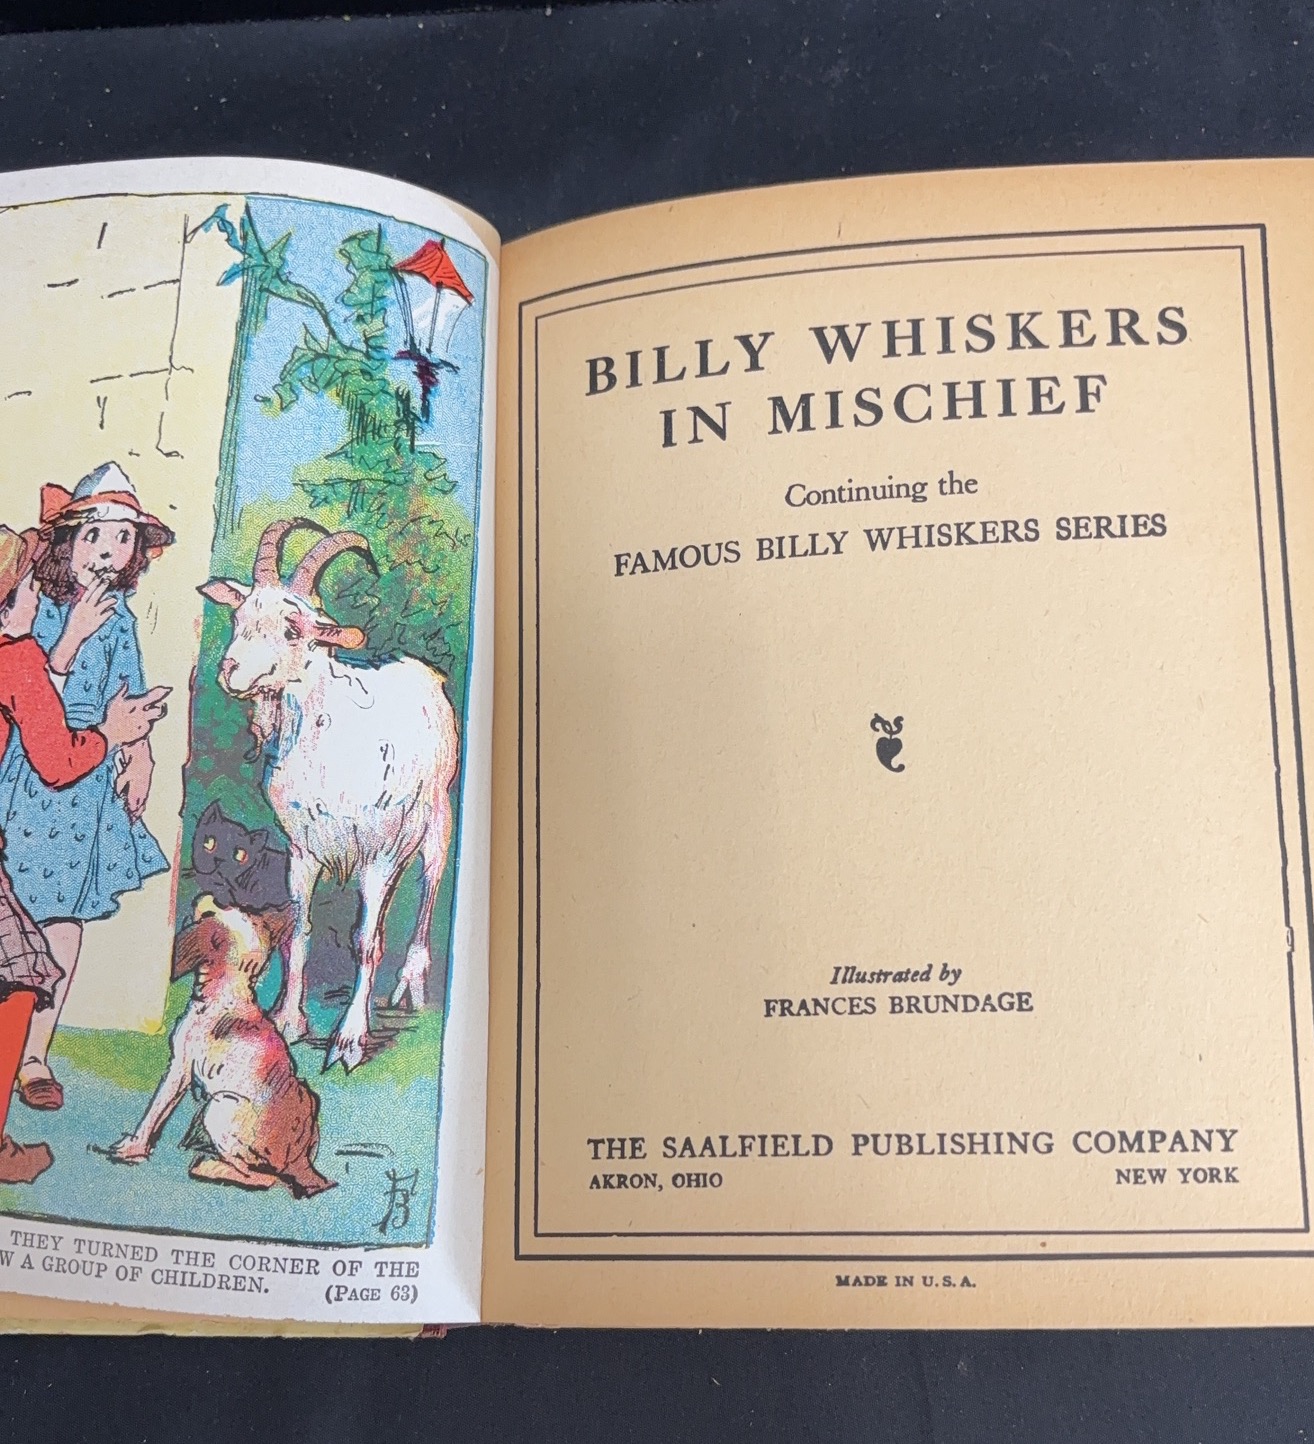 THEY TURNED THE CORNER OF THE
W A GROUP OF CHILDREN. (PAGE 63)
FB
BILLY WHISKERS
IN MISCHIEF
Continuing the
FAMOUS BILLY WHISKERS SERIES
Illustrated by
FRANCES BRUNDAGE
THE SAALFIELD PUBLISHING COMPANY
AKRON, OHIO NEW YORK
MADE IN U.S.A.